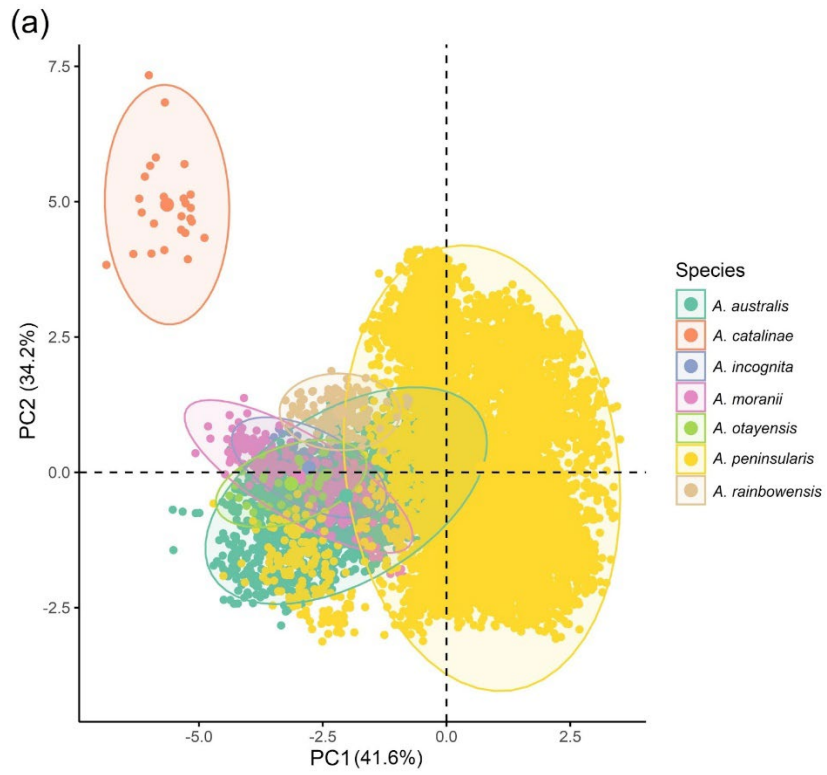 (a)
7.5
5.0
2.5
0.0
-2.5
PC2 (34.2%)
-5.0
-2.5
0.0
2.5
PC1 (41.6%)
Species
A. australis
A. catalinae
A. incognita
A. moranii
A. otayensis
A. peninsularis
A. rainbowensis